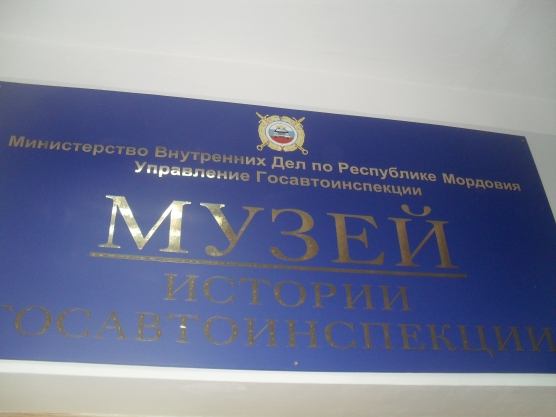 Министерство Внутренних Дел по Республике Мордовия
Управление Госавтоинспекции
МУЗЕЙ
ИСТОРИИ
ГОСАВТОИНСПЕКЦИИ